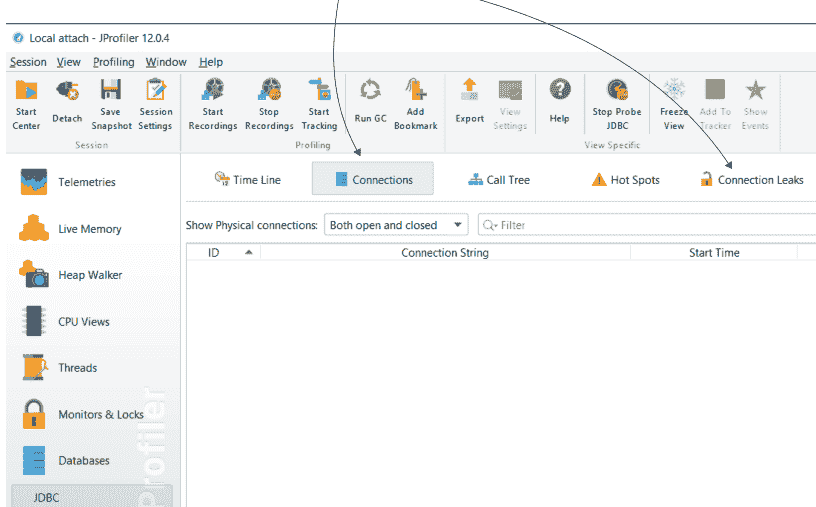 Local attach - JProfiler 12.0.4
Session View Profiling Window Help
Start Center
Detach
Save Snapshot
Session Settings
Start Recordings
Stop Recordings
Start Tracking
Run GC
Add Bookmark
Export
View Settings
Help
Stop Probe JDBC
Freeze View
Add To Tracker
Show Events
Session
Profiling
View Specific
Telemetries
Live Memory
Heap Walker
CPU Views
Threads
Monitors & Locks
Databases
JDBC
profiler
Time Line
Connections
Call Tree
Hot Spots
Connection Leaks
Show Physical connections: Both open and closed Filter
ID Connection String Start Time